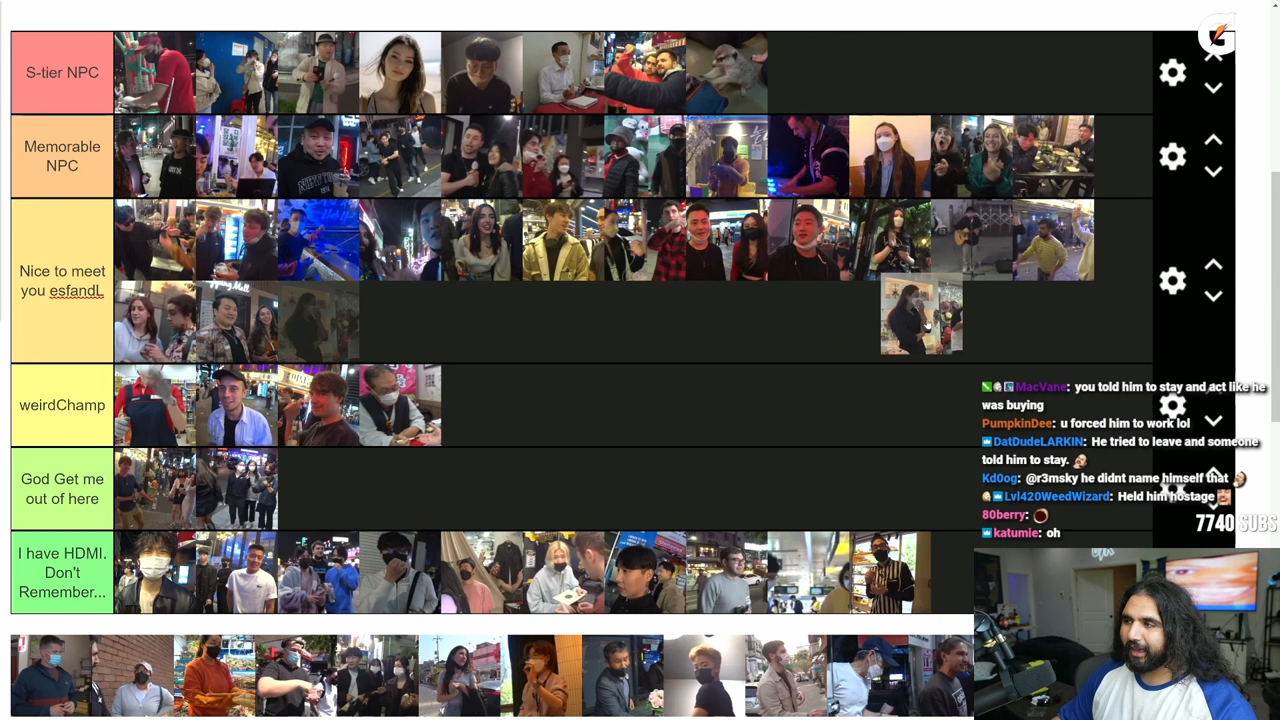 S-tier NPC
Memorable
NPC
Nice to meet
you esfandL
weirdChamp
God Get me
out of here
I have HDMI.
Don't
Remember...
MacVane: you told him to stay and act like he
was buying
PumpkinDee: u forced him to work lol
DatDudeLARKIN: He tried to leave and someone
told him to stay.
Kd0og: @r3msky he didnt name himself that
Lvl420WeedWizard: Held him hostage
80berry:
katumie: oh
7740 SUBS